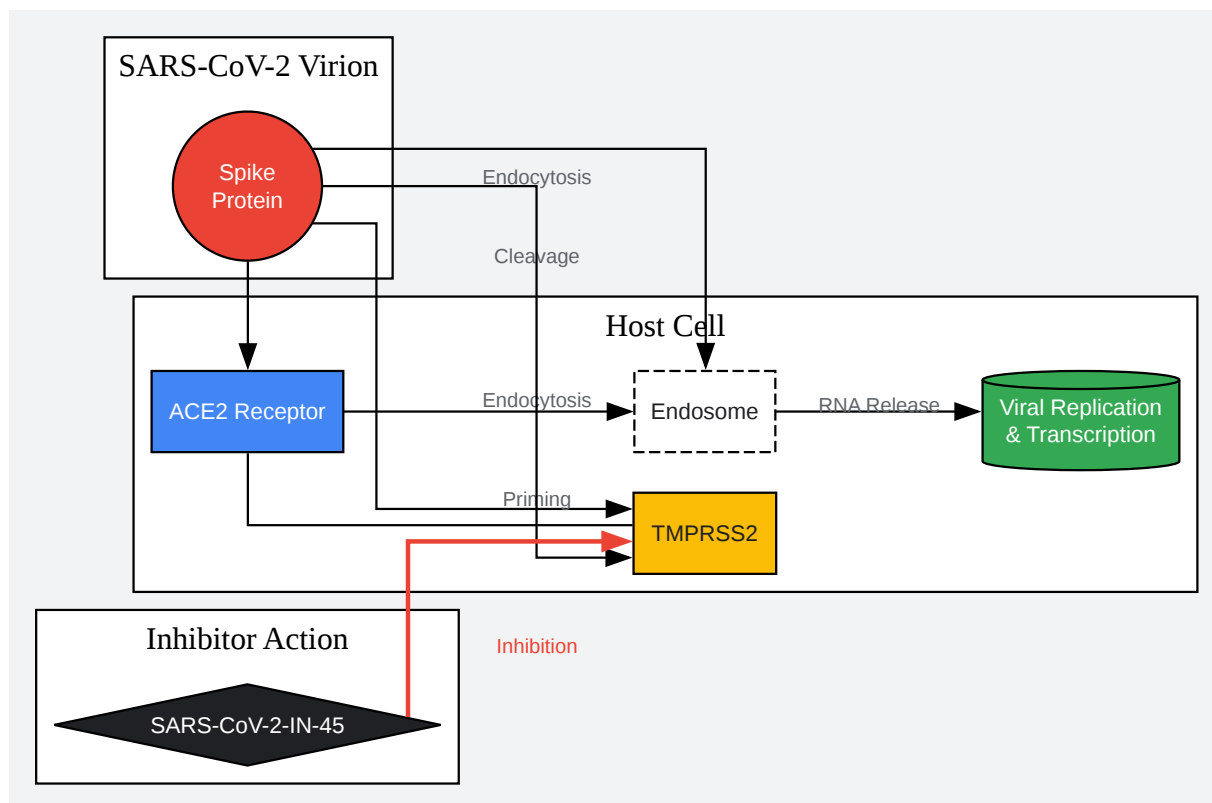 SARS-CoV-2 Virion
Spike
Protein
Endocytosis
Cleavage
Host Cell
ACE2 Receptor
Endocytosis
Endosome
RNA Release
Viral Replication
& Transcription
Priming
TMPRSS2
Inhibitor Action
Inhibition
SARS-CoV-2-IN-45